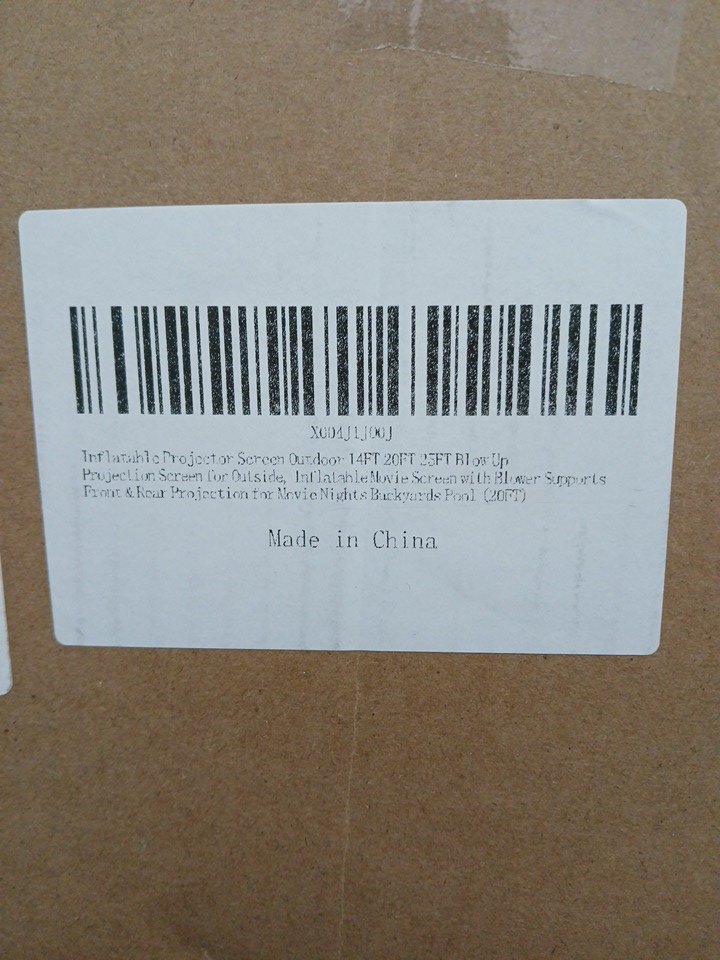 X004J1J00J
Inflatable Projector Screen Outdoor 14FT 20FT 25FT Blow Up
Projection Screen for Outside, Inflatable Movie Screen with Blower Supports
Front & Rear Projection for Movie Nights Backyards Pool (20FT)
Made in China